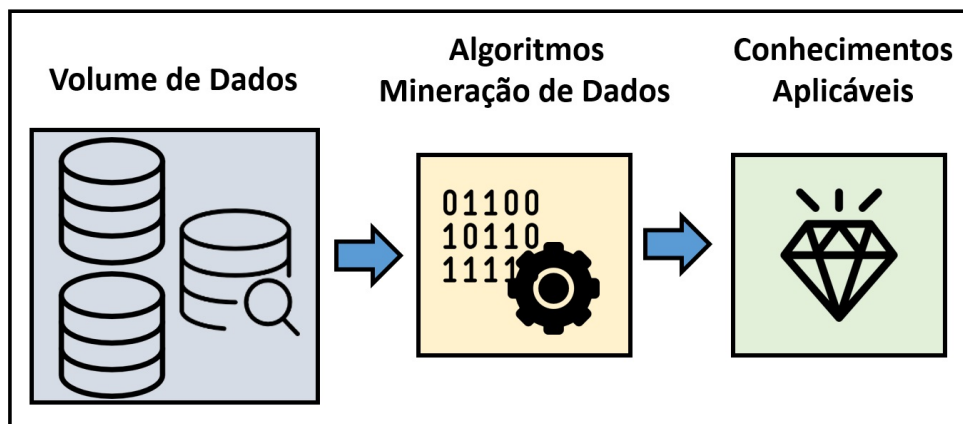 Volume de Dados
Algoritmos
Mineração de Dados
Conhecimentos
Aplicáveis
01100
10110
1111